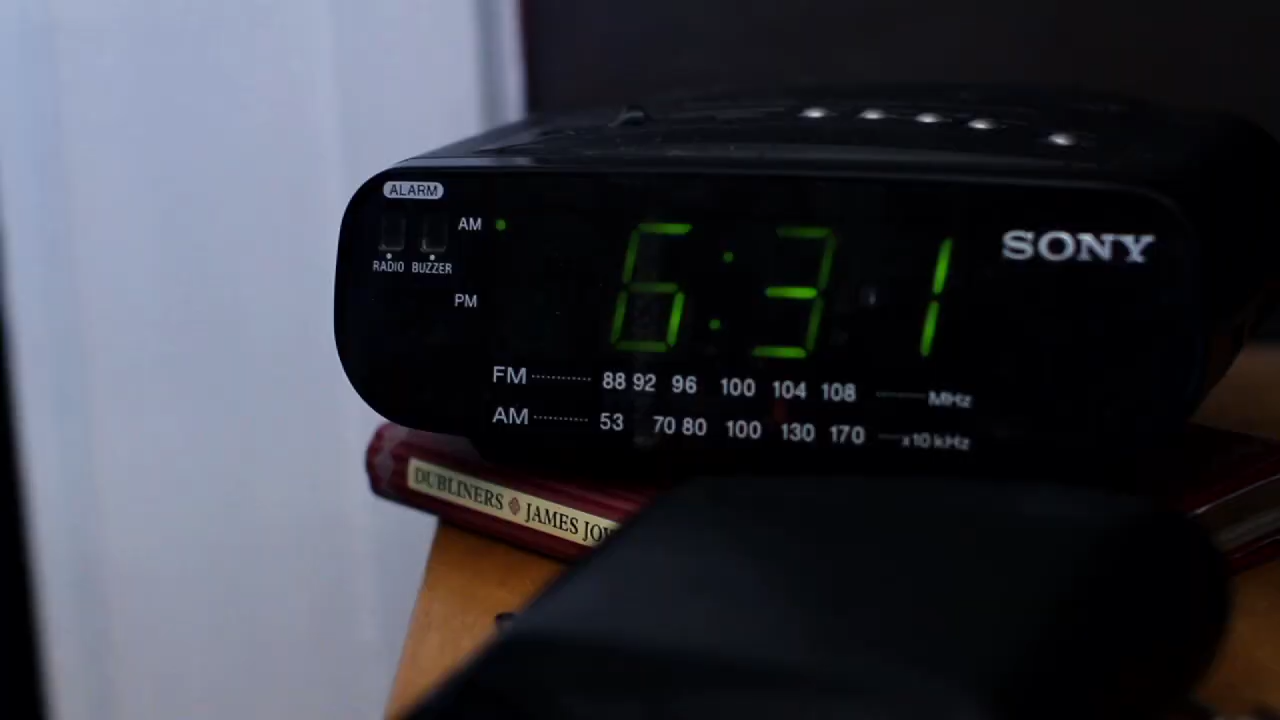 ALARM
AM
RADIO BUZZER
PM
6:31
SONY
FM 88 92 96 100 104 108 MHz
AM 53 70 80 100 130 170 x10 kHz
DUBLINERS JAMES